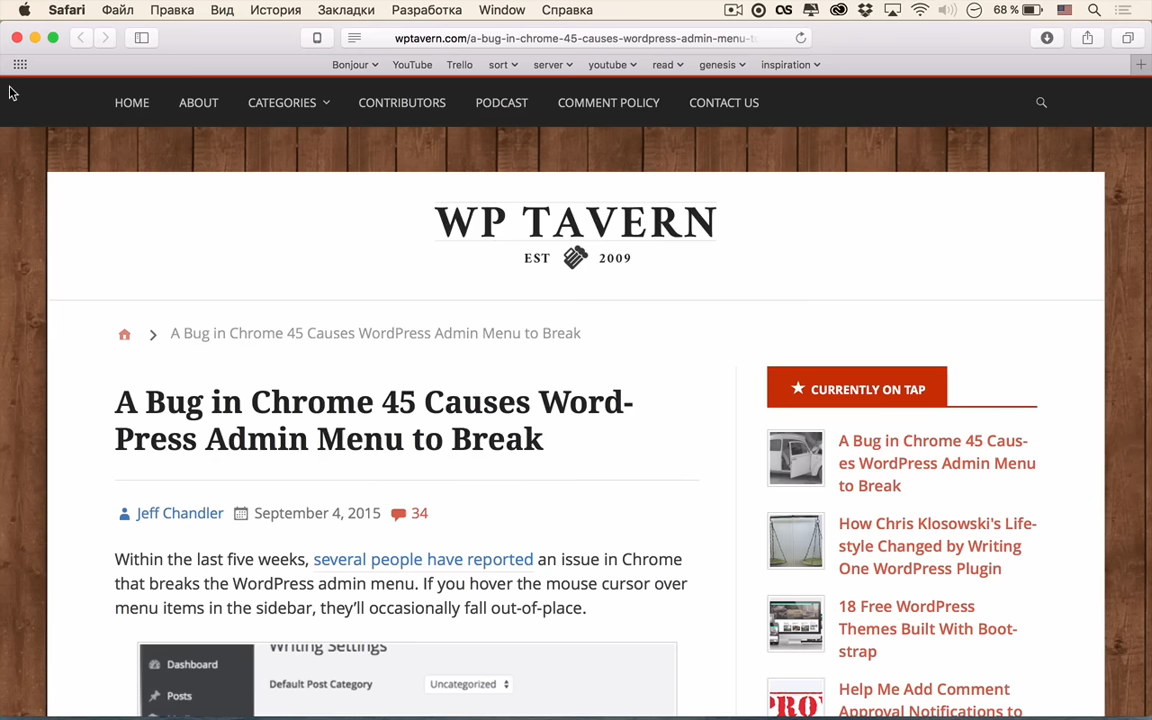 Safari Файл Правка Вид История Закладки Разработка Window Справка 68 %
wptavern.com/a-bug-in-chrome-45-causes-wordpress-admin-menu-to
Bonjour YouTube Trello sort server youtube read genesis inspiration
HOME ABOUT CATEGORIES CONTRIBUTORS PODCAST COMMENT POLICY CONTACT US
WP TAVERN
EST 2009
A Bug in Chrome 45 Causes WordPress Admin Menu to Break
A Bug in Chrome 45 Causes Word-
Press Admin Menu to Break
Jeff Chandler September 4, 2015 34
Within the last five weeks, several people have reported an issue in Chrome
that breaks the WordPress admin menu. If you hover the mouse cursor over
menu items in the sidebar, they’ll occasionally fall out-of-place.
Writing Settings
Dashboard
Default Post Category Uncategorized
Posts
★ CURRENTLY ON TAP
A Bug in Chrome 45 Caus-
es WordPress Admin Menu
to Break
How Chris Klosowski's Life-
style Changed by Writing
One WordPress Plugin
18 Free WordPress
Themes Built With Boot-
strap
Help Me Add Comment
Approval Notifications to